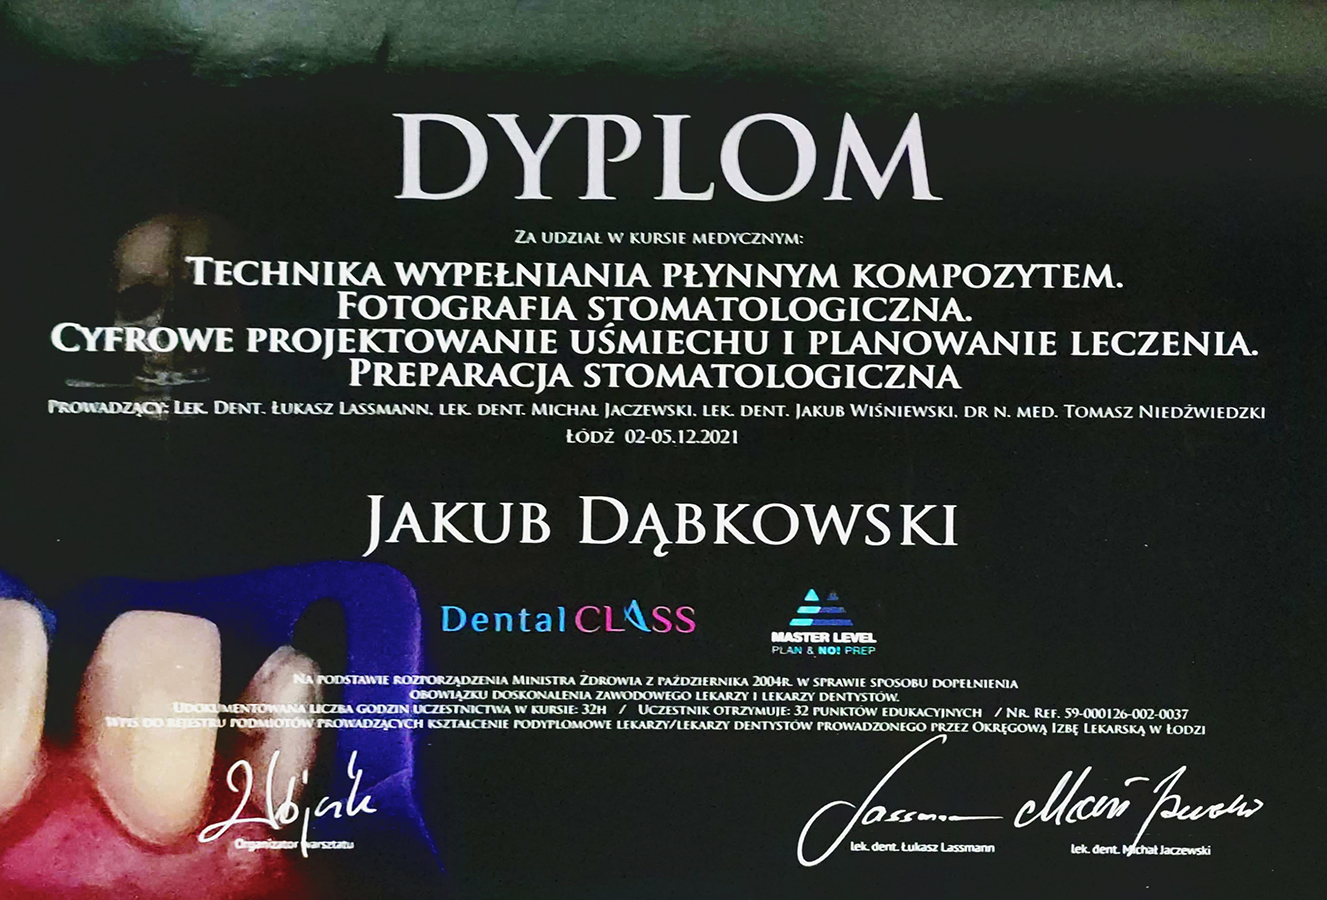 DYPLOM
ZA UDZIAŁ W KURSIE MEDYCZNYM:
TECHNIKA WYPEŁNIANIA PŁYNNYM KOMPOZYTEM.
FOTOGRAFIA STOMATOLOGICZNA.
CYFROWE PROJEKTOWANIE UŚMIECHU I PLANOWANIE LECZENIA.
PREPARACJA STOMATOLOGICZNA
PROWADZĄCY: LEK. DENT. ŁUKASZ LASSMANN, LEK. DENT. MICHAŁ JACZEWSKI, LEK. DENT. JAKUB WIŚNIEWSKI, DR N. MED. TOMASZ NIEDŹWIEDZKI
ŁÓDŹ 02-05.12.2021
JAKUB DĄBKOWSKI
Dental CLASS
MASTER LEVEL
PLAN & NO! PREP
NA PODSTAWIE ROZPORZĄDZENIA MINISTRA ZDROWIA Z PAŹDZIERNIKA 2004R. W SPRAWIE SPOSOBU DOPEŁNIENIA
OBOWIĄZKU DOSKONALENIA ZAWODOWEGO LEKARZY I LEKARZY DENTYSTÓW.
UDOKUMENTOWANA LICZBA GODZIN UCZESTNICTWA W KURSIE: 32H / UCZESTNIK OTRZYMUJE: 32 PUNKTÓW EDUKACYJNYCH / NR. REF. 59-000126-002-0037
WPIS DO REJESTRU PODMIOTÓW PROWADZĄCYCH KSZTAŁCENIE PODYPLOMOWE LEKARZY/LEKARZY DENTYSTÓW PROWADZONEGO PRZEZ OKRĘGOWĄ IZBĘ LEKARSKĄ W ŁODZI
Wójcik
Lassmann
Organizator warsztatu
lek. dent. Łukasz Lassmann
lek. dent. Michał Jaczewski